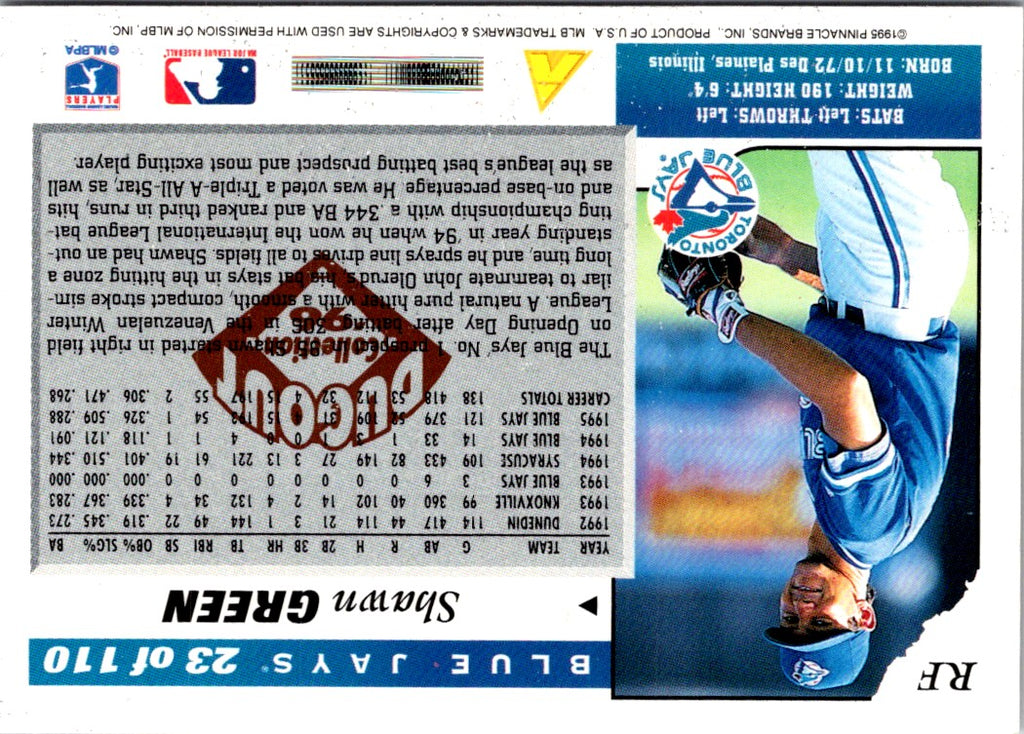 RF
BLUE JAYS® 23 of 110
Shawn GREEN
YEAR TEAM G AB R H 2B 3B HR TB RBI SB OB% SLG% BA
1992 DUNEDIN 114 417 44 114 21 3 1 144 49 22 .319 .345 .273
1993 KNOXVILLE 99 360 40 102 14 2 4 132 34 4 .339 .367 .283
1993 BLUE JAYS 3 6 0 0 0 0 0 0 0 0 .000 .000 .000
1994 SYRACUSE 109 433 82 149 27 3 13 221 61 19 .401 .510 .344
1994 BLUE JAYS 14 33 1 3 1 0 0 4 1 1 .118 .121 .091
1995 BLUE JAYS 121 379 52 109 31 4 15 193 54 1 .326 .509 .288
CAREER TOTALS 138 418 53 112 32 4 15 197 55 2 .306 .471 .268
DUGOUT
Collection
The Blue Jays' No. 1 prospect in '95, Shawn started in right field
on Opening Day after batting .306 in the Venezuelan Winter
League. A natural pure hitter with a smooth, compact stroke sim-
ilar to teammate John Olerud's, his bat stays in the hitting zone a
long time, and he sprays line drives to all fields. Shawn had an out-
standing year in '94 when he won the International League bat-
ting championship with a .344 BA and ranked third in runs, hits
and on-base percentage. He was voted a Triple-A All-Star, as well
as the league's best batting prospect and most exciting player.
TORONTO
BLUE JAYS
BATS: Left THROWS: Left
WEIGHT: 190 HEIGHT: 6'4"
BORN: 11/10/72 Des Plaines, Illinois
MAJOR LEAGUE BASEBALL
PLAYERS
© MLBPA
©1995 PINNACLE BRANDS, INC., PRODUCT OF U.S.A. MLB TRADEMARKS & COPYRIGHTS ARE USED WITH PERMISSION OF MLBP, INC.